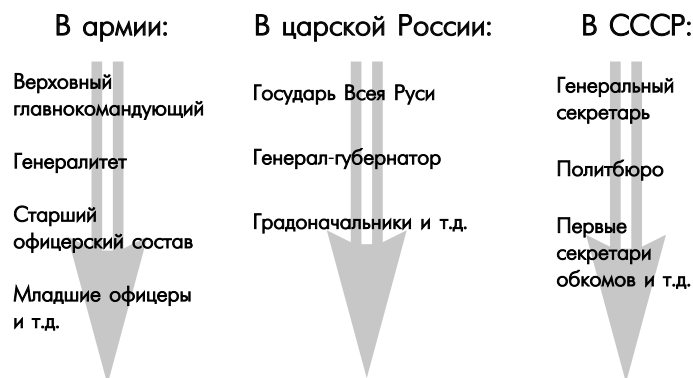 В армии:
Верховный
главнокомандующий
Генералитет
Старший
офицерский состав
Младшие офицеры
и т.д.
В царской России:
Государь Всея Руси
Генерал-губернатор
Градоначальники и т.д.
В СССР:
Генеральный
секретарь
Политбюро
Первые
секретари
обкомов и т.д.